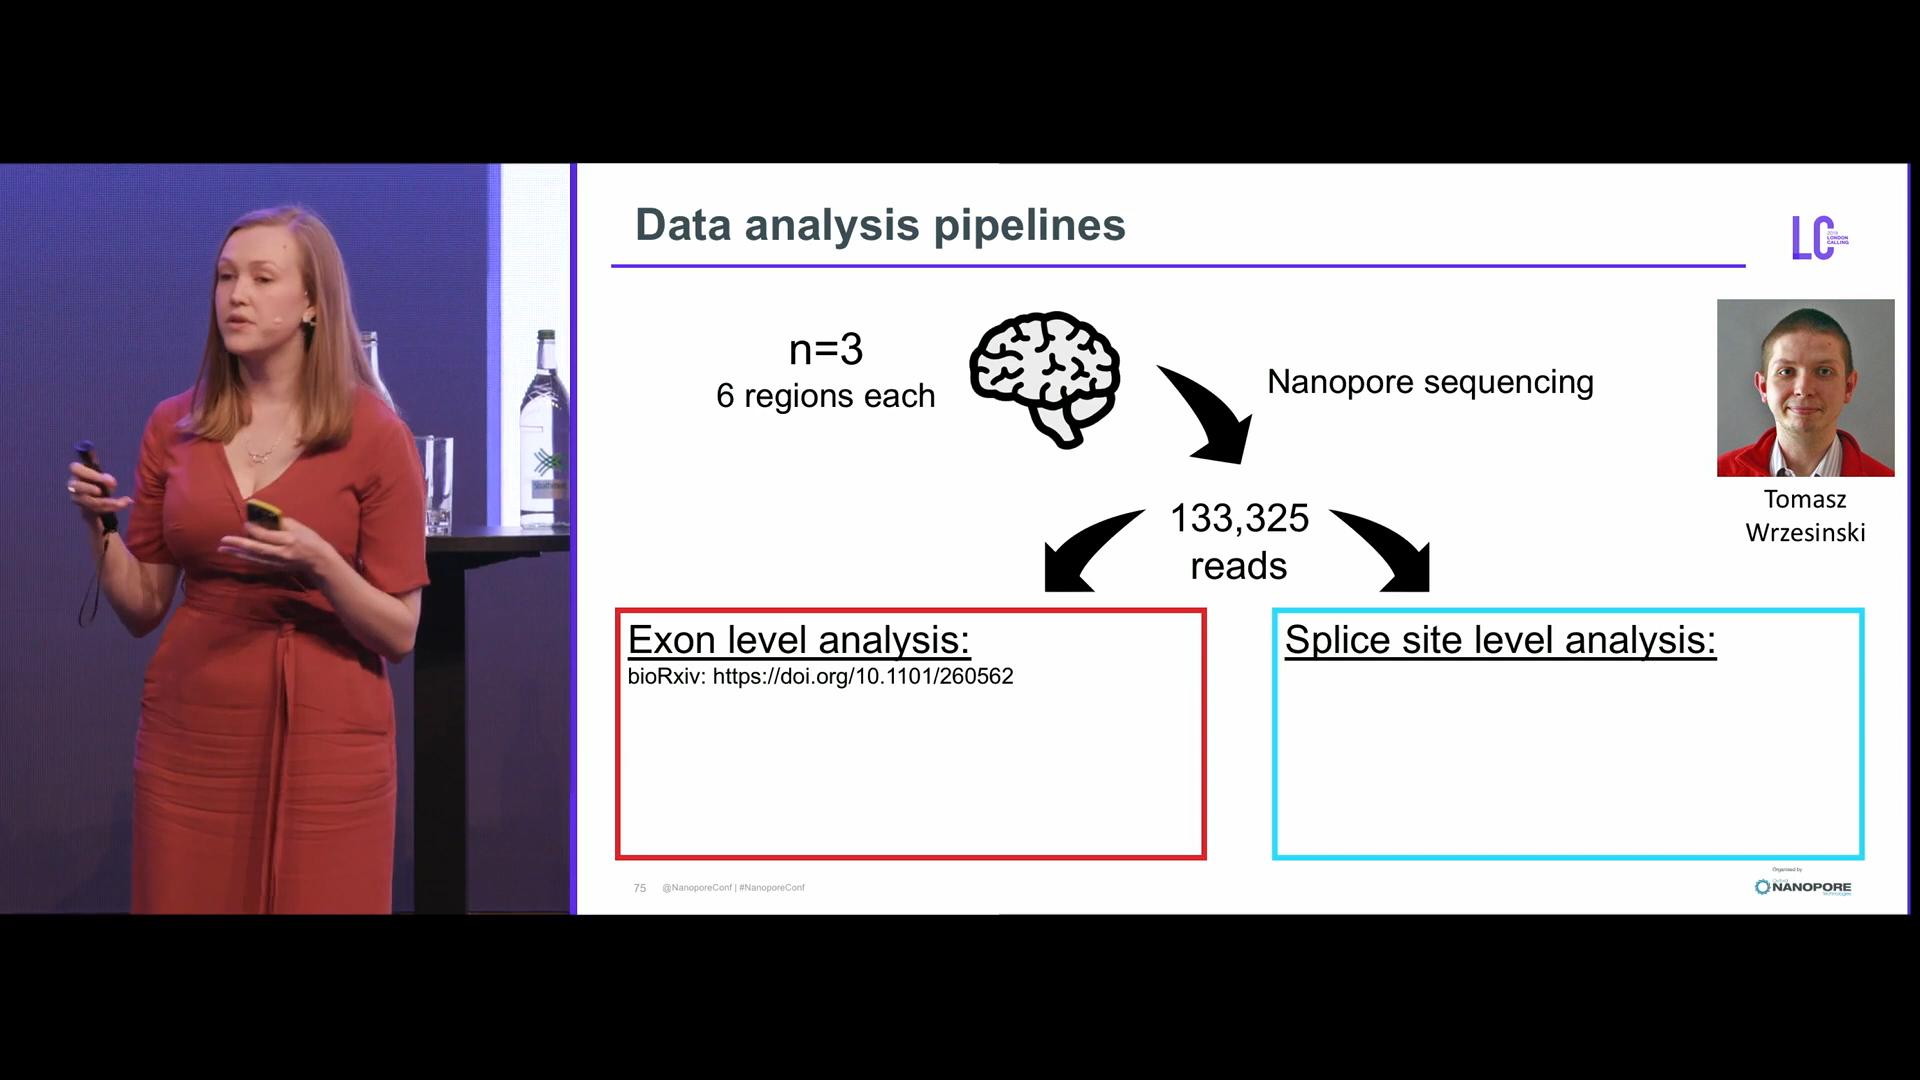 Data analysis pipelines
LC
2019
LONDON
CALLING
n=3
6 regions each
Nanopore sequencing
Tomasz
Wrzesinski
133,325
reads
Exon level analysis:
bioRxiv: https://doi.org/10.1101/260562
Splice site level analysis:
75 @NanoporeConf | #NanoporeConf
Organised by
Oxford
NANOPORE
Technologies